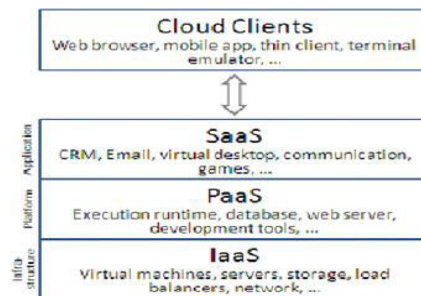 Cloud Clients
Web browser, mobile app, thin client, terminal
emulator, ...
Application
SaaS
CRM, Email, virtual desktop, communication,
games, ...
Platform
PaaS
Execution runtime, database, web server,
development tools, ...
Infra-
structure
IaaS
Virtual machines, servers, storage, load
balancers, network, ...